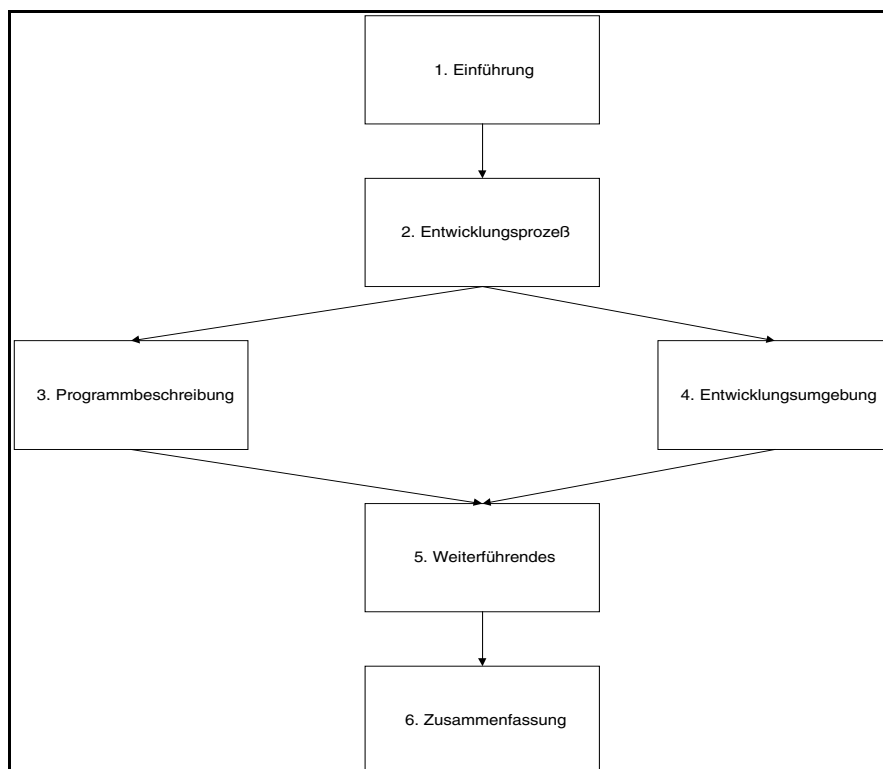 1. Einführung
2. Entwicklungsprozeß
3. Programmbeschreibung
4. Entwicklungsumgebung
5. Weiterführendes
6. Zusammenfassung